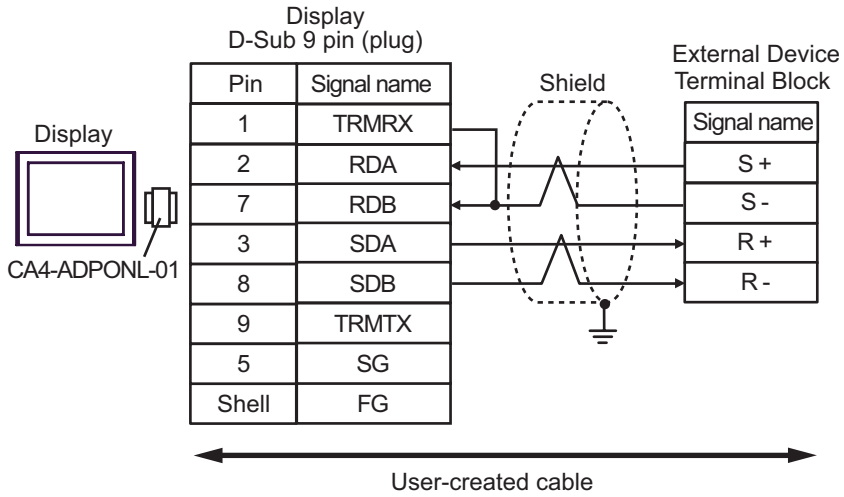 Display
D-Sub 9 pin (plug)
External Device
Terminal Block
Pin Signal name
Shield
Signal name
1 TRMRX
Display
2 RDA
S +
7 RDB
S -
3 SDA
R +
CA4-ADPONL-01
8 SDB
R -
9 TRMTX
5 SG
Shell FG
User-created cable